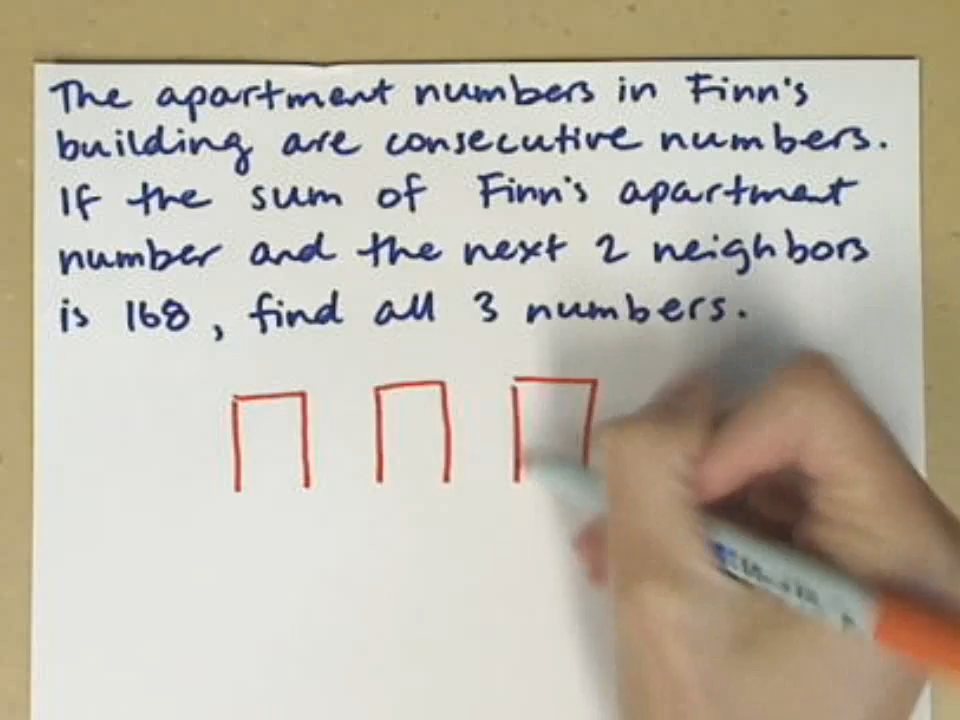 The apartment numbers in Finn's
building are consecutive numbers.
If the sum of Finn's apartment
number and the next 2 neighbors
is 168, find all 3 numbers.